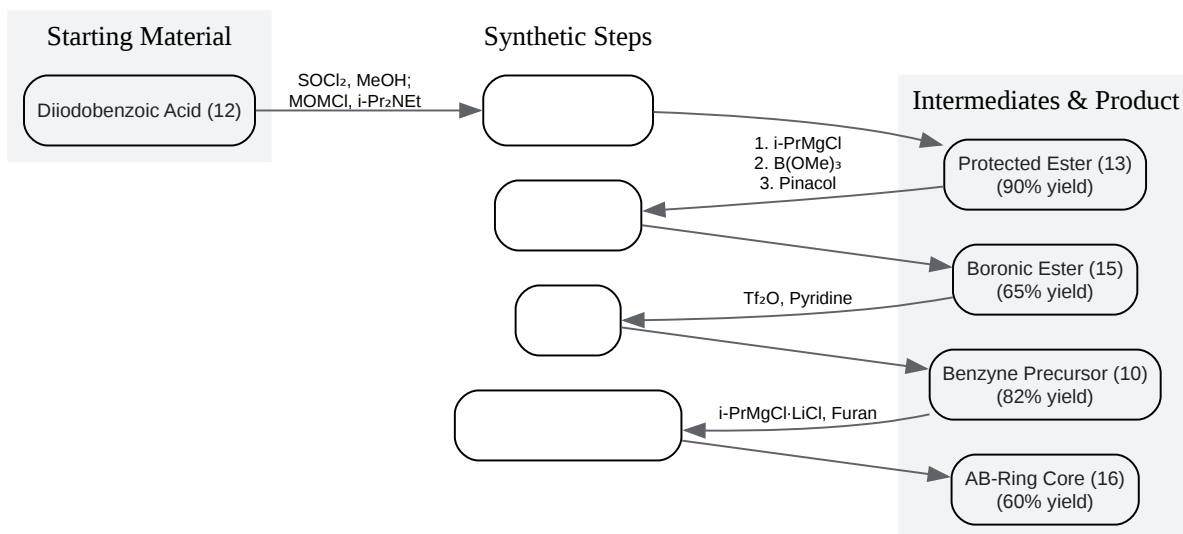 Starting Material
Synthetic Steps
Intermediates & Product
Diiodobenzoic Acid (12)
SOCl₂, MeOH;
MOMCl, i-Pr₂NEt
1. i-PrMgCl
2. B(OMe)₃
3. Pinacol
Protected Ester (13)
(90% yield)
Boronic Ester (15)
(65% yield)
Tf₂O, Pyridine
Benzyne Precursor (10)
(82% yield)
i-PrMgCl·LiCl, Furan
AB-Ring Core (16)
(60% yield)